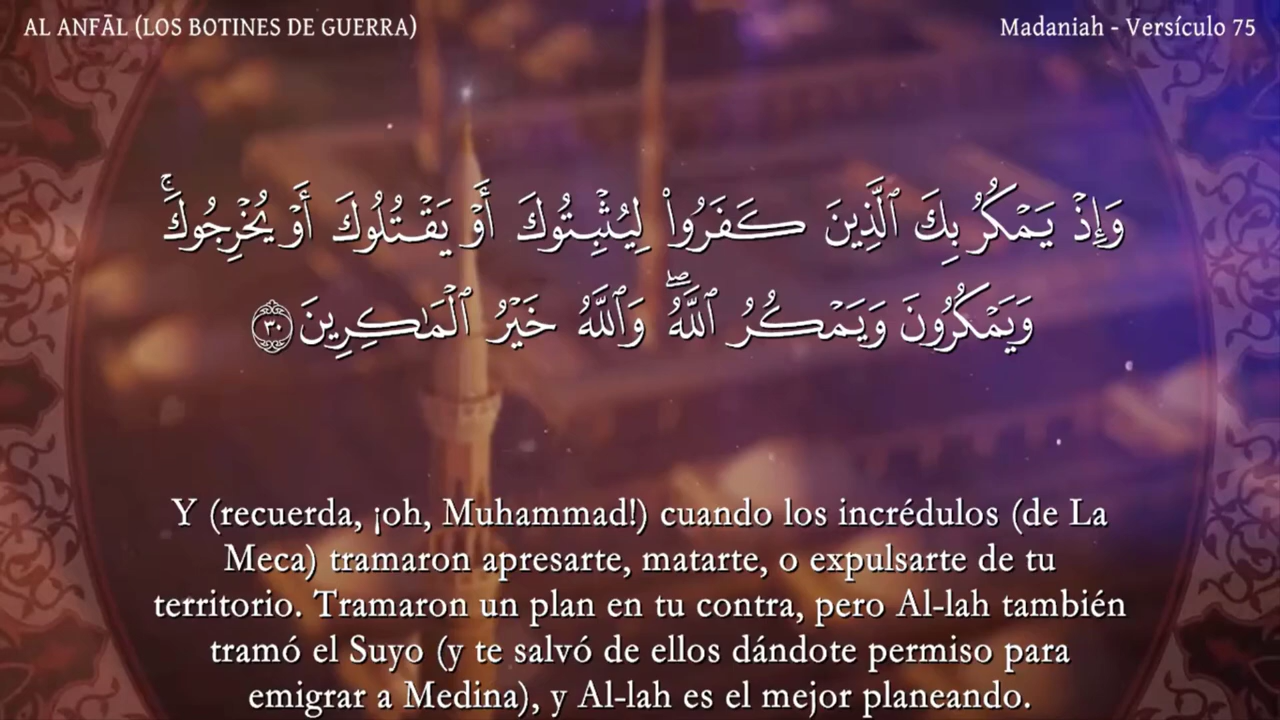 AL ANFĀL (LOS BOTINES DE GUERRA)
Madaniah - Versículo 75
وَإِذۡ يَمۡكُرُ بِكَ ٱلَّذِينَ كَفَرُواْ لِيُثۡبِتُوكَ أَوۡ يَقۡتُلُوكَ أَوۡ يُخۡرِجُوكَۚ
وَيَمۡكُرُونَ وَيَمۡكُرُ ٱللَّهُۖ وَٱللَّهُ خَيۡرُ ٱلۡمَٰكِرِينَ ٣٠
Y (recuerda, ¡oh, Muhammad!) cuando los incrédulos (de La
Meca) tramaron apresarte, matarte, o expulsarte de tu
territorio. Tramaron un plan en tu contra, pero Al-lah también
tramó el Suyo (y te salvó de ellos dándote permiso para
emigrar a Medina), y Al-lah es el mejor planeando.